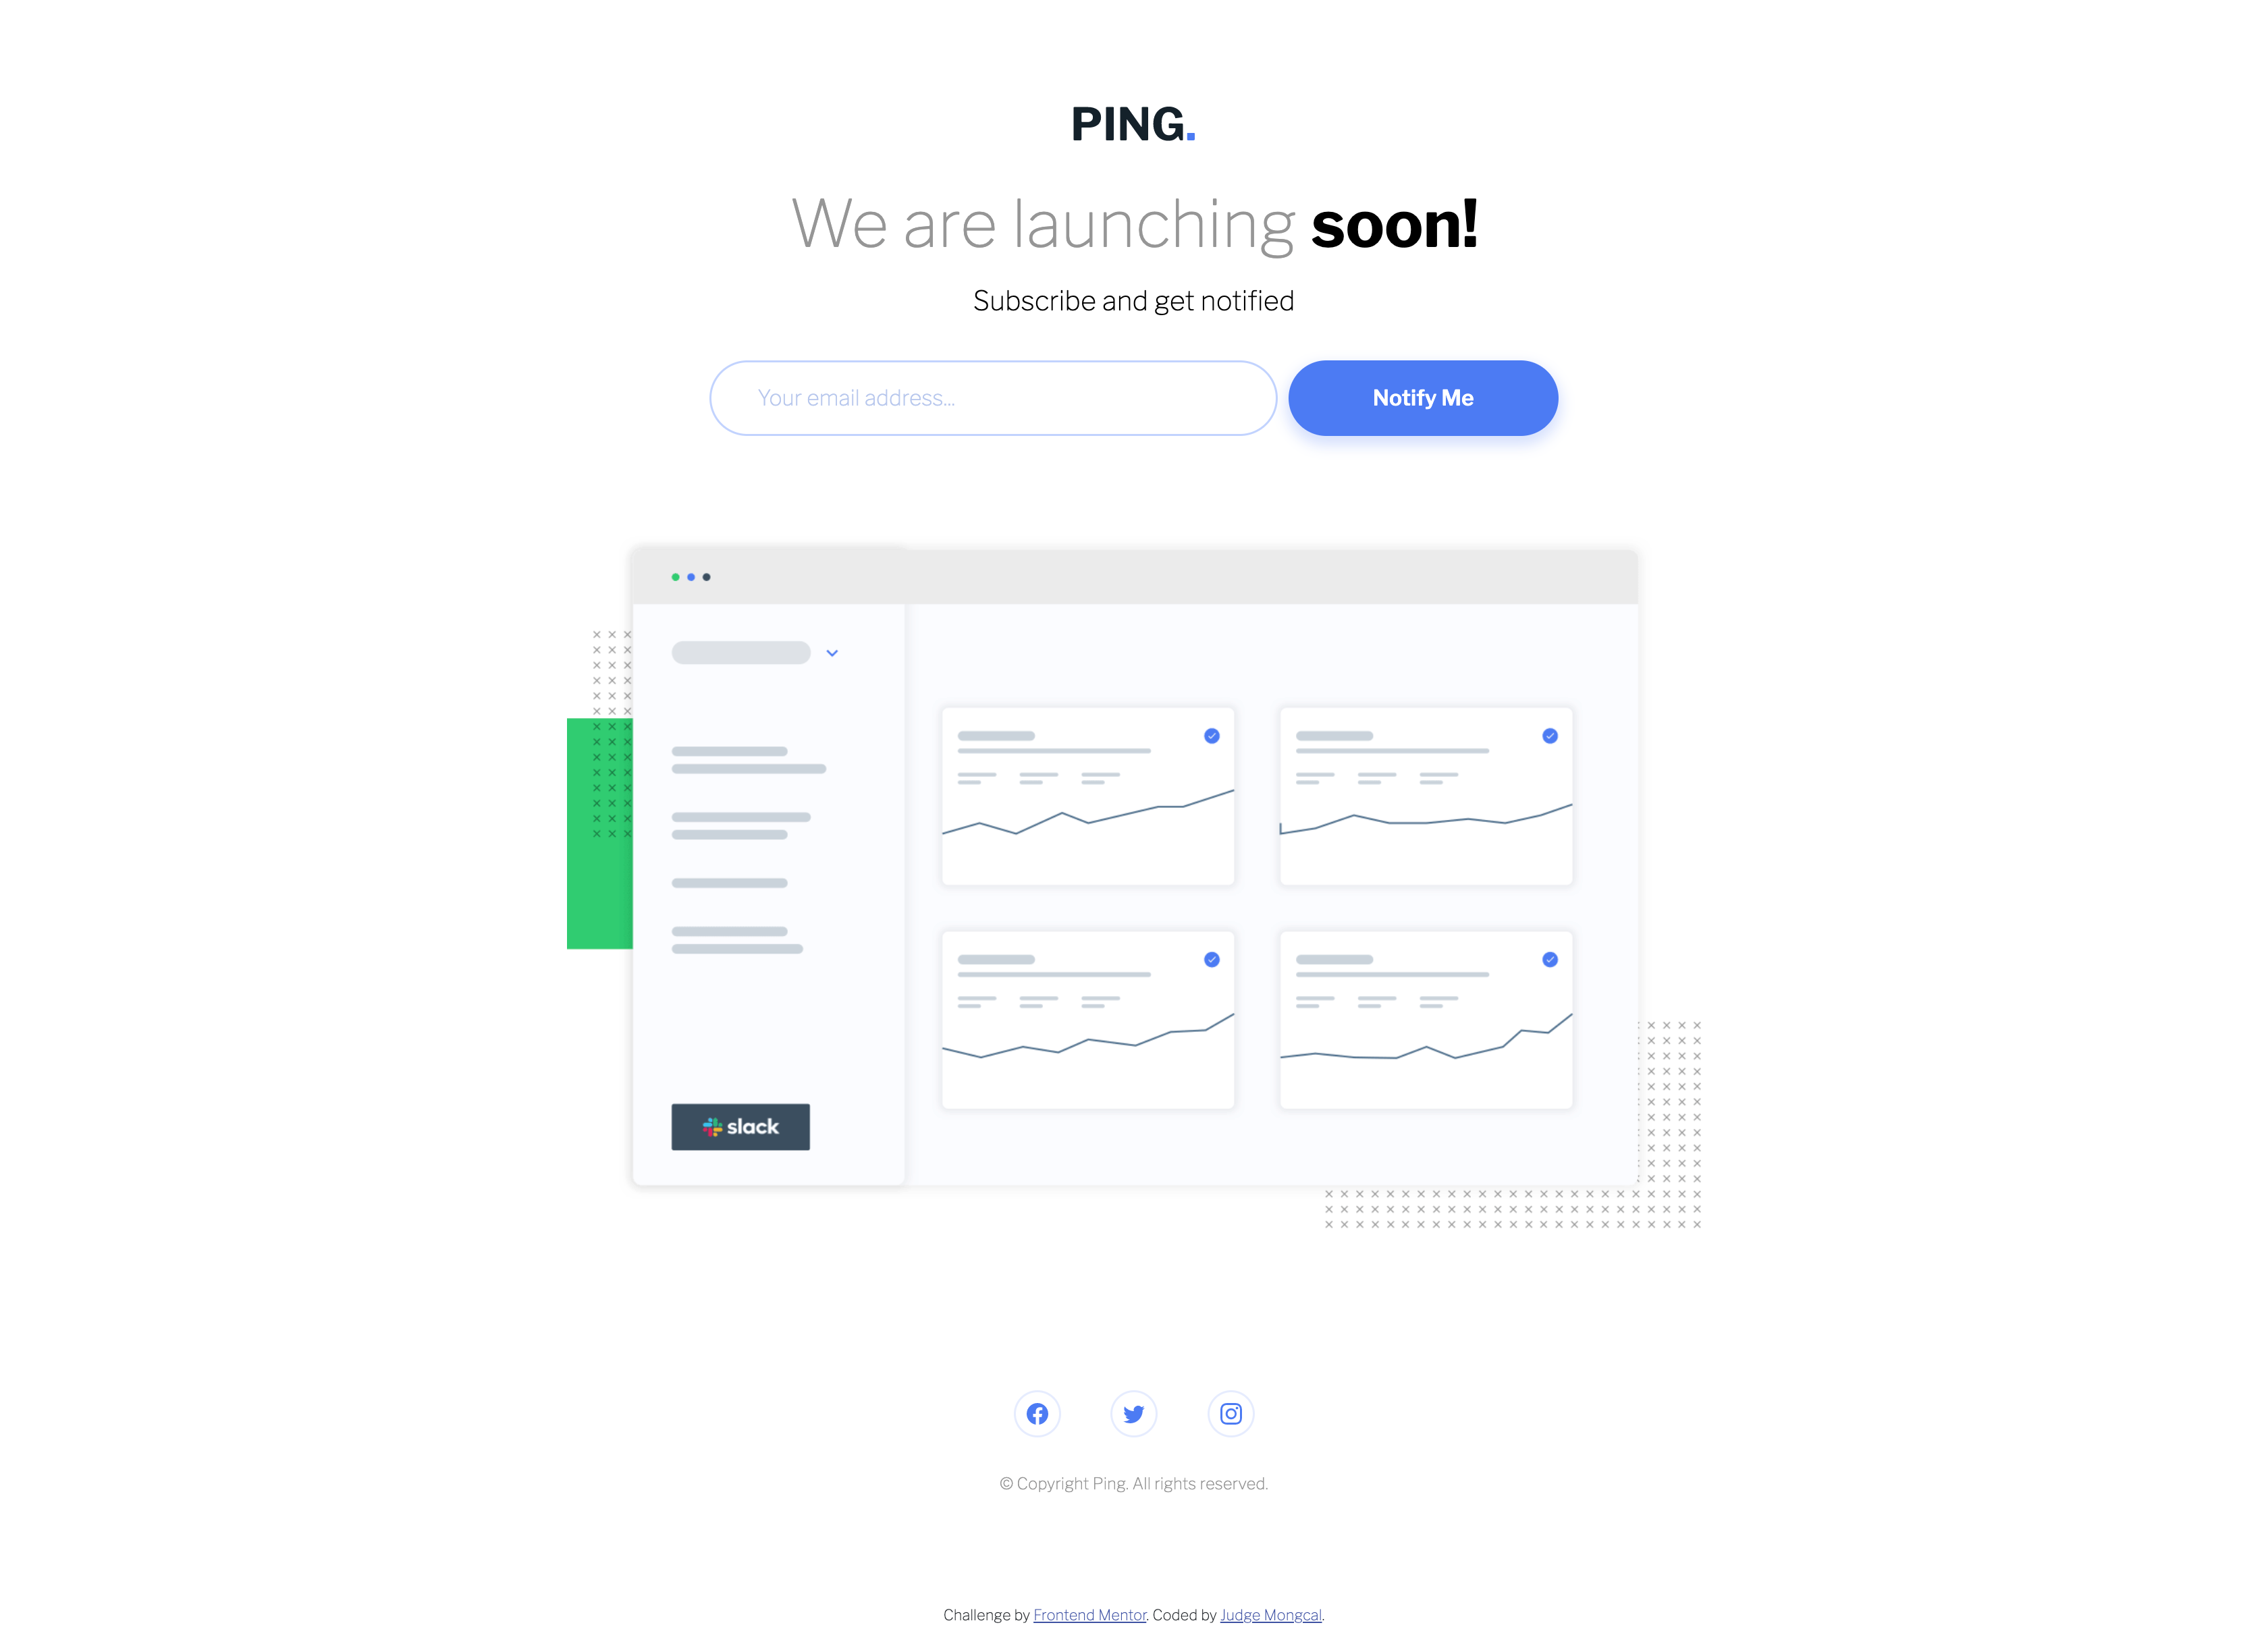 PING.
We are launching soon!
Subscribe and get notified
Your email address...
Notify Me
slack
© Copyright Ping. All rights reserved.
Challenge by Frontend Mentor. Coded by Judge Mongcal.